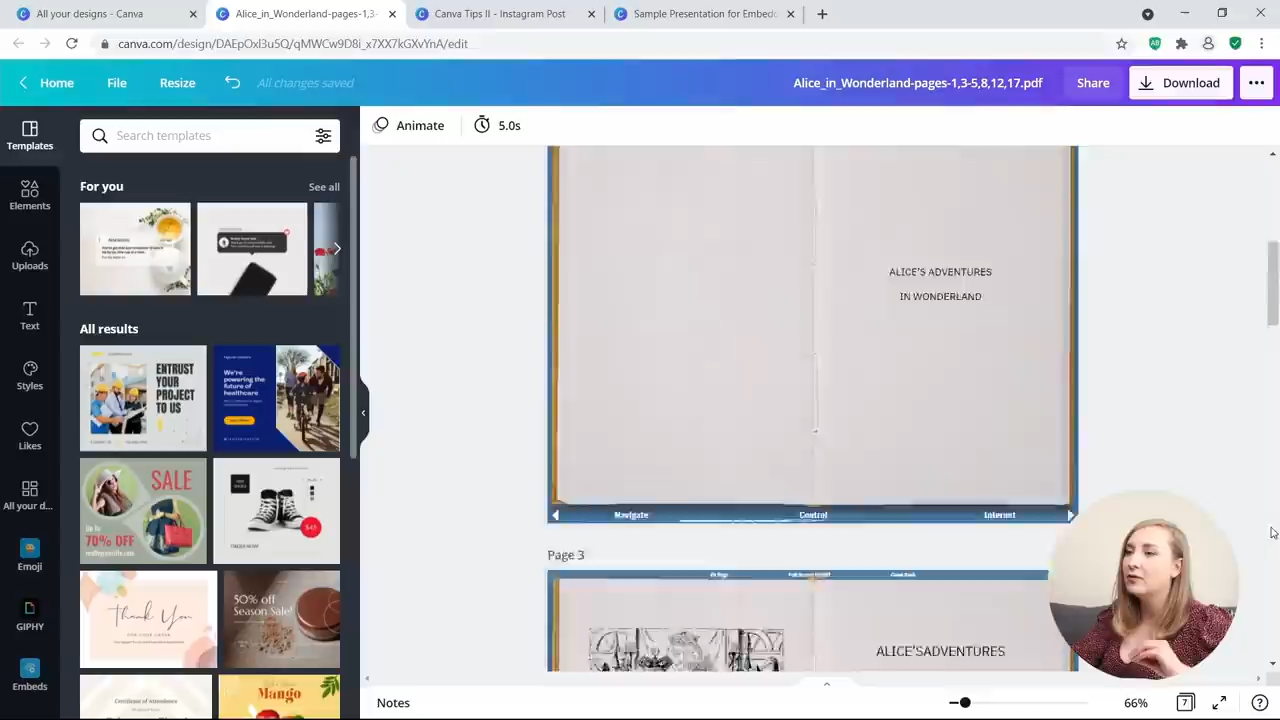 All your designs - Canva
Alice_in_Wonderland-pages-1,3-
Canva Tips II - Instagram Post
Sample Presentation for Embed
canva.com/design/DAEpOxl3u5Q/qMWCw9D8i_x7XX7kGXvYnA/edit
Home
File
Resize
All changes saved
Alice_in_Wonderland-pages-1,3-5,8,12,17.pdf
Share
Download
Templates
Elements
Uploads
Text
Styles
Likes
All your d...
Emoji
GIPHY
Embeds
Search templates
For you
See all
All results
ENTRUST
YOUR
PROJECT
TO US
We're
powering the
future of
healthcare
SALE
Up to
70% OFF
$45
Thank You
50% off
Season Sale!
Certificate of Attendance
Mango
Animate
5.0s
ALICE'S ADVENTURES
IN WONDERLAND
Navigate
Control
Internet
Page 3
ALICE'SADVENTURES
Notes
66%
7